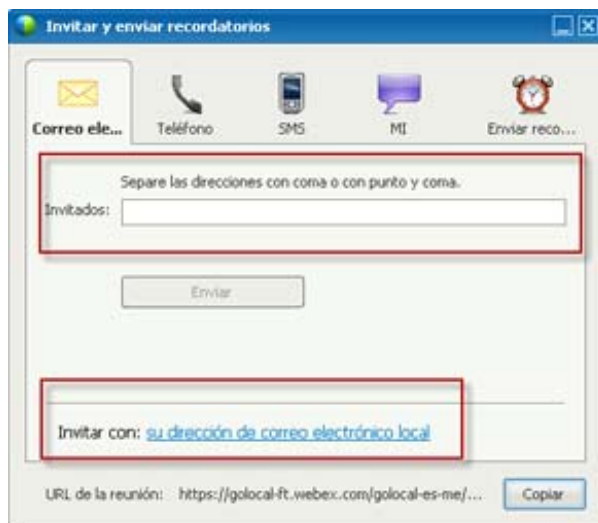 Invitar y enviar recordatorios
Correo ele... Teléfono SMS MI Enviar reco...
Separe las direcciones con coma o con punto y coma.
Invitados:
Enviar
Invitar con: su dirección de correo electrónico local
URL de la reunión: https://golocal-ft.webex.com/golocal-es-me/... Copiar